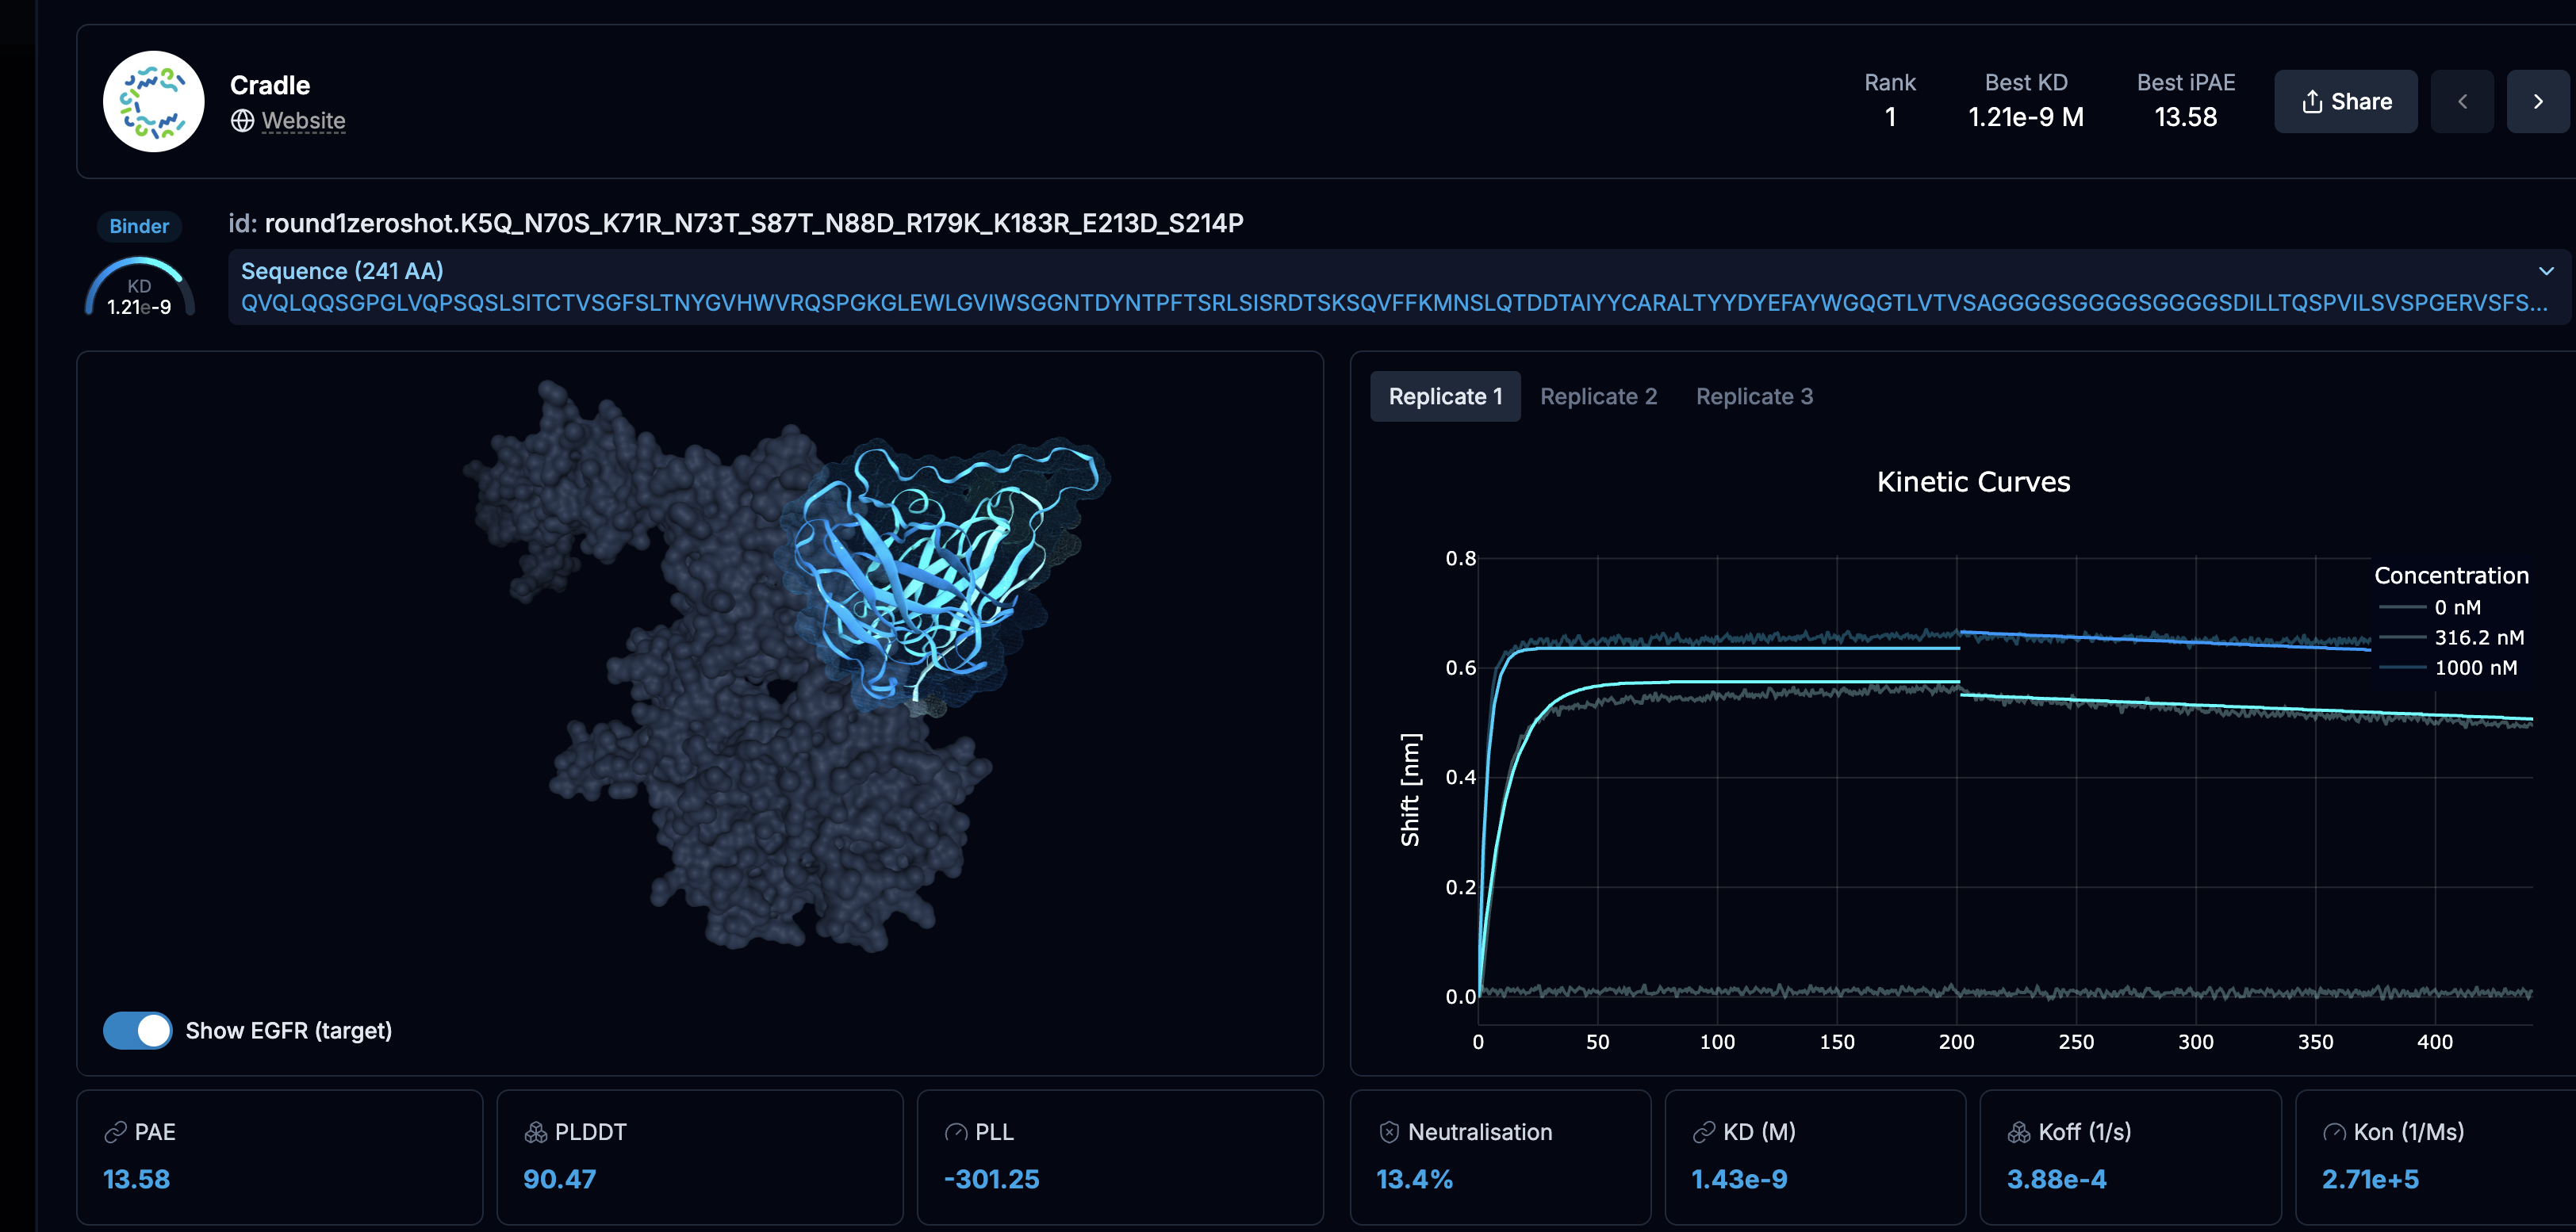 Cradle
Website
Rank
1
Best KD
1.21e-9 M
Best iPAE
13.58
Share
Binder
KD
1.21e-9
id: round1zeroshot.K5Q_N70S_K71R_N73T_S87T_N88D_R179K_K183R_E213D_S214P
Sequence (241 AA)
QVQLQQSGPGLVQPSQSLSITCTVSGFSLTNYGVHWVRQSPGKGLEWLGVIWSGGNTDYNTPFTSRLSISRDTSKSQVFFKMNSLQTDDTAIYYCARALTYYDYEFAYWGQGTLVTVSAGGGGSGGGGSGGGGSDILLTQSPVILSVSPGERVSFS...
Show EGFR (target)
Replicate 1
Replicate 2
Replicate 3
Kinetic Curves
Concentration
0 nM
316.2 nM
1000 nM
Shift [nm]
0.8
0.6
0.4
0.2
0.0
0 50 100 150 200 250 300 350 400
PAE
13.58
PLDDT
90.47
PLL
-301.25
Neutralisation
13.4%
KD (M)
1.43e-9
Koff (1/s)
3.88e-4
Kon (1/Ms)
2.71e+5